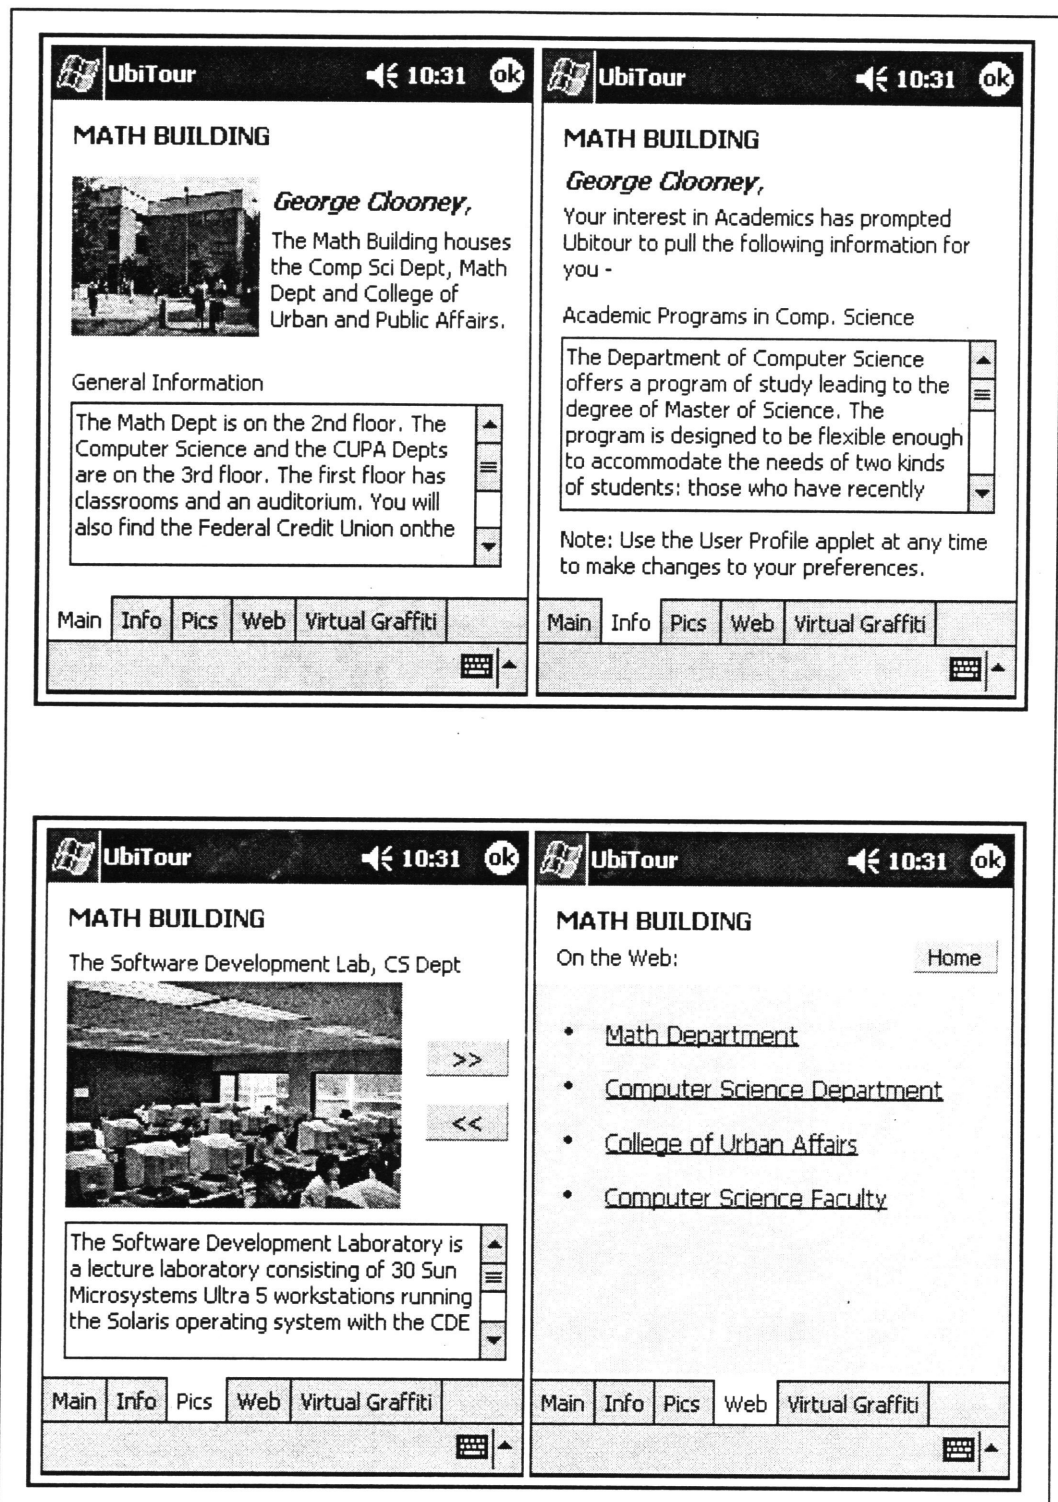 UbiTour 10:31 ok
MATH BUILDING
George Clooney,
The Math Building houses
the Comp Sci Dept, Math
Dept and College of
Urban and Public Affairs.
General Information
The Math Dept is on the 2nd floor. The
Computer Science and the CUPA Depts
are on the 3rd floor. The first floor has
classrooms and an auditorium. You will
also find the Federal Credit Union onthe
Main Info Pics Web Virtual Graffiti
UbiTour 10:31 ok
MATH BUILDING
George Clooney,
Your interest in Academics has prompted
Ubitour to pull the following information for
you -
Academic Programs in Comp. Science
The Department of Computer Science
offers a program of study leading to the
degree of Master of Science. The
program is designed to be flexible enough
to accommodate the needs of two kinds
of students: those who have recently
Note: Use the User Profile applet at any time
to make changes to your preferences.
Main Info Pics Web Virtual Graffiti
UbiTour 10:31 ok
MATH BUILDING
The Software Development Lab, CS Dept
>>
<<
The Software Development Laboratory is
a lecture laboratory consisting of 30 Sun
Microsystems Ultra 5 workstations running
the Solaris operating system with the CDE
Main Info Pics Web Virtual Graffiti
UbiTour 10:31 ok
MATH BUILDING
On the Web: Home
• Math Department
• Computer Science Department
• College of Urban Affairs
• Computer Science Faculty
Main Info Pics Web Virtual Graffiti